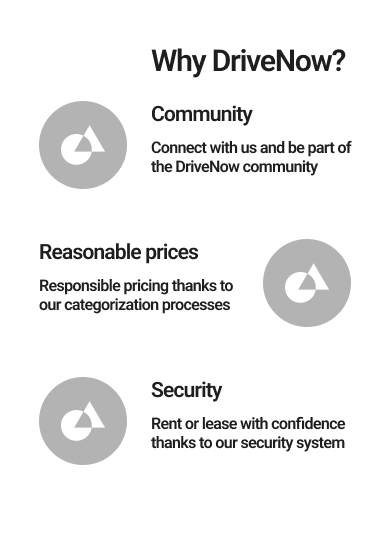 Why DriveNow?
Community
Connect with us and be part of
the DriveNow community
Reasonable prices
Responsible pricing thanks to
our categorization processes
Security
Rent or lease with confidence
thanks to our security system